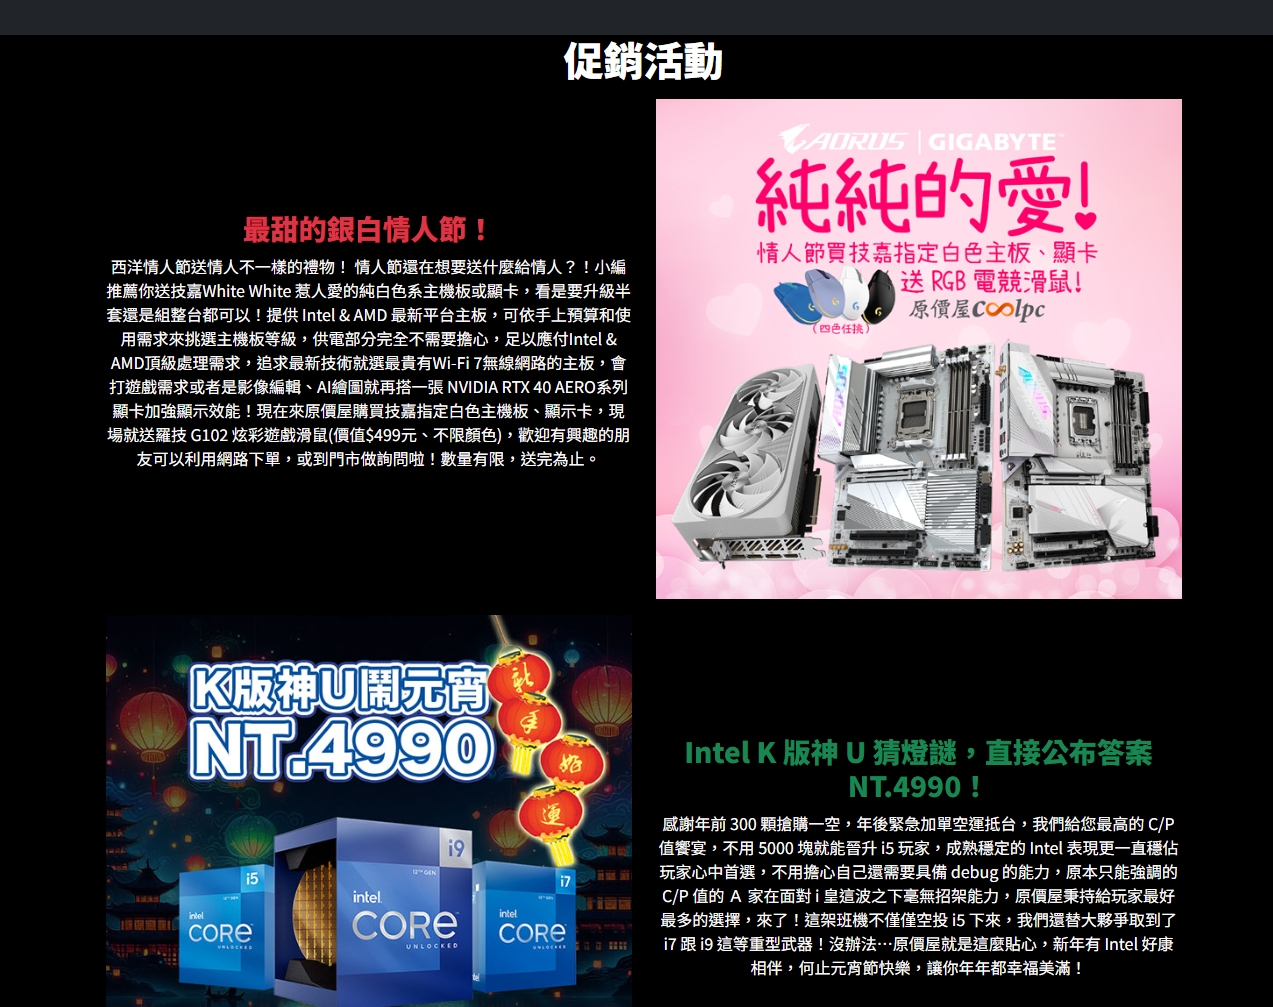 促銷活動
最甜的銀白情人節！
西洋情人節送情人不一樣的禮物！ 情人節還在想要送什麼給情人？！小編
推薦你送技嘉White White 惹人愛的純白色系主機板或顯卡，看是要升級半
套還是組整台都可以！提供 Intel & AMD 最新平台主板，可依手上預算和使
用需求來挑選主機板等級，供電部分完全不需要擔心，足以應付Intel &
AMD頂級處理需求，追求最新技術就選最貴有Wi-Fi 7無線網路的主板，會
打遊戲需求或者是影像編輯、AI繪圖就再搭一張 NVIDIA RTX 40 AERO系列
顯卡加強顯示效能！現在來原價屋購買技嘉指定白色主機板、顯示卡，現
場就送羅技 G102 炫彩遊戲滑鼠(價值$499元、不限顏色)，歡迎有興趣的朋
友可以利用網路下單，或到門市做詢問啦！數量有限，送完為止。
AORUS | GIGABYTE™
純純的愛!
情人節買技嘉指定白色主板、顯卡
送 RGB 電競滑鼠!
(四色任挑)
原價屋coolpc
K版神U鬧元宵
NT.4990
新
年
好
運
i5
12TH GEN
intel
CORE
UNLOCKED
i9
12TH GEN
intel
CORE
UNLOCKED
i7
12TH GEN
intel
CORE
UNLOCKED
Intel K 版神 U 猜燈謎，直接公布答案
NT.4990！
感謝年前 300 顆搶購一空，年後緊急加單空運抵台，我們給您最高的 C/P
值饗宴，不用 5000 塊就能晉升 i5 玩家，成熟穩定的 Intel 表現更一直穩佔
玩家心中首選，不用擔心自己還需要具備 debug 的能力，原本只能強調的
C/P 值的 Ａ 家在面對 i 皇這波之下毫無招架能力，原價屋秉持給玩家最好
最多的選擇，來了！這架班機不僅僅空投 i5 下來，我們還替大夥爭取到了
i7 跟 i9 這等重型武器！沒辦法…原價屋就是這麼貼心，新年有 Intel 好康
相伴，何止元宵節快樂，讓你年年都幸福美滿！